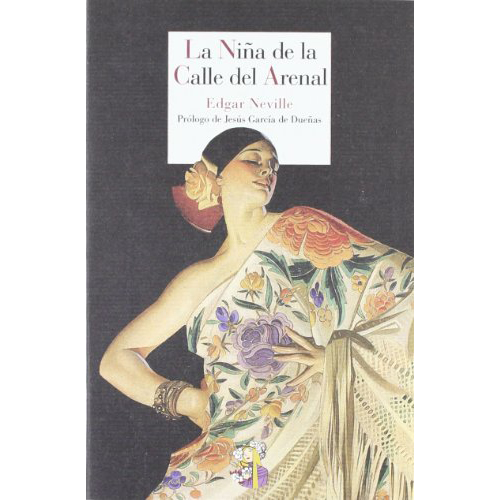 La Niña de la
Calle del Arenal
Edgar Neville
Prólogo de Jesús García de Dueñas